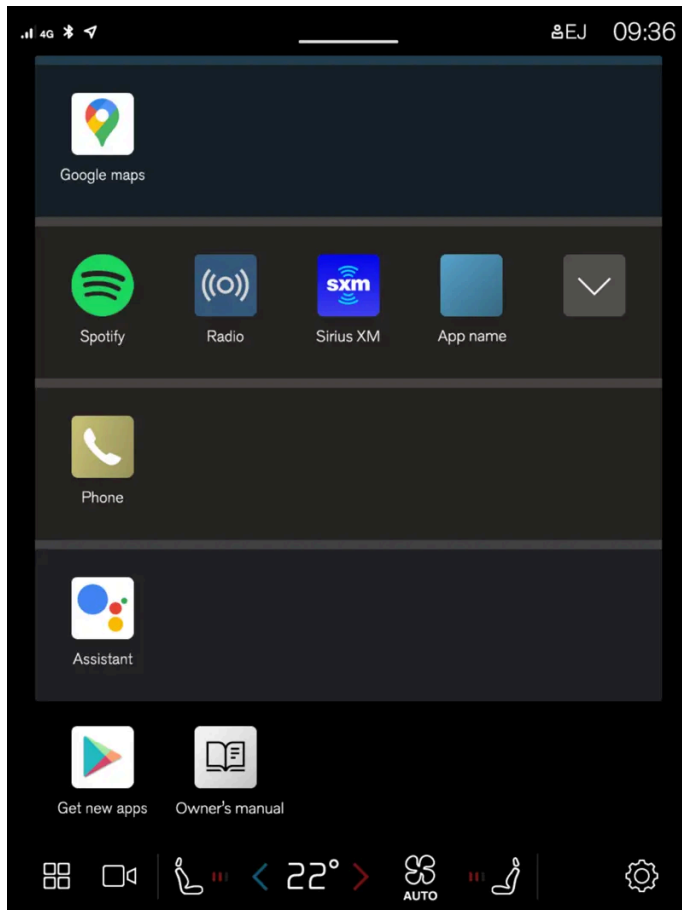 4G EJ 09:36
Google maps
sxm
Spotify Radio Sirius XM App name
Phone
Assistant
Get new apps Owner's manual
22°
AUTO